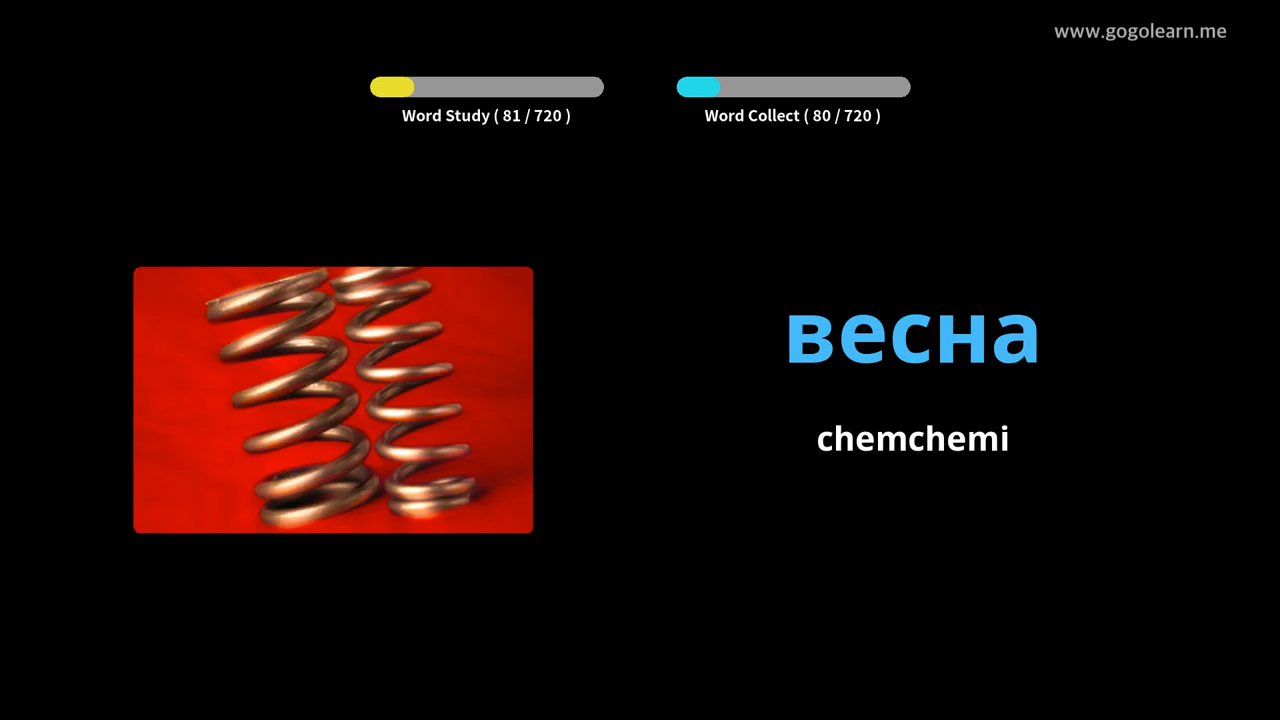 www.gogolearn.me
Word Study ( 81 / 720 )
Word Collect ( 80 / 720 )
весна
chemchemi